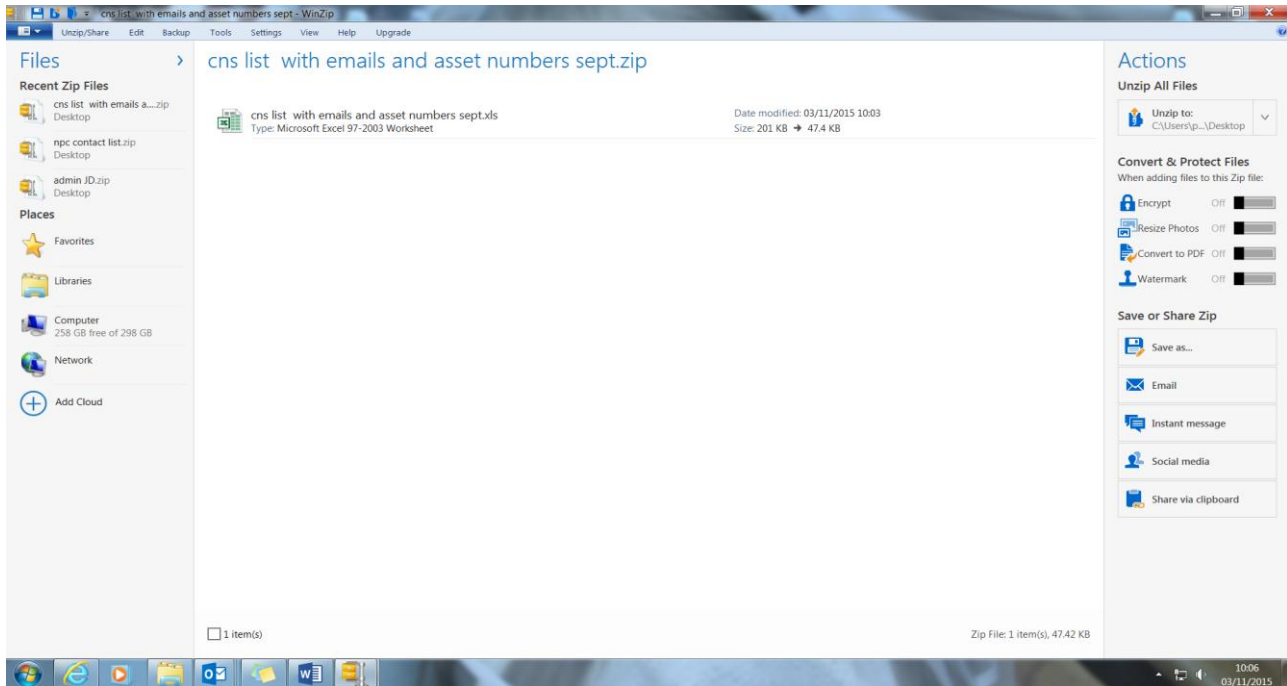 cns list with emails and asset numbers sept - WinZip
Unzip/Share Edit Backup Tools Settings View Help Upgrade
Files
Recent Zip Files
cns list with emails a....zip
Desktop
npc contact list.zip
Desktop
admin JD.zip
Desktop
Places
Favorites
Libraries
Computer
258 GB free of 298 GB
Network
Add Cloud
cns list with emails and asset numbers sept.zip
cns list with emails and asset numbers sept.xls
Type: Microsoft Excel 97-2003 Worksheet
Date modified: 03/11/2015 10:03
Size: 201 KB → 47.4 KB
1 item(s)
Zip File: 1 item(s), 47.42 KB
Actions
Unzip All Files
Unzip to:
C:\Users\p...\Desktop
Convert & Protect Files
When adding files to this Zip file:
Encrypt Off
Resize Photos Off
Convert to PDF Off
Watermark Off
Save or Share Zip
Save as...
Email
Instant message
Social media
Share via clipboard
10:06
03/11/2015